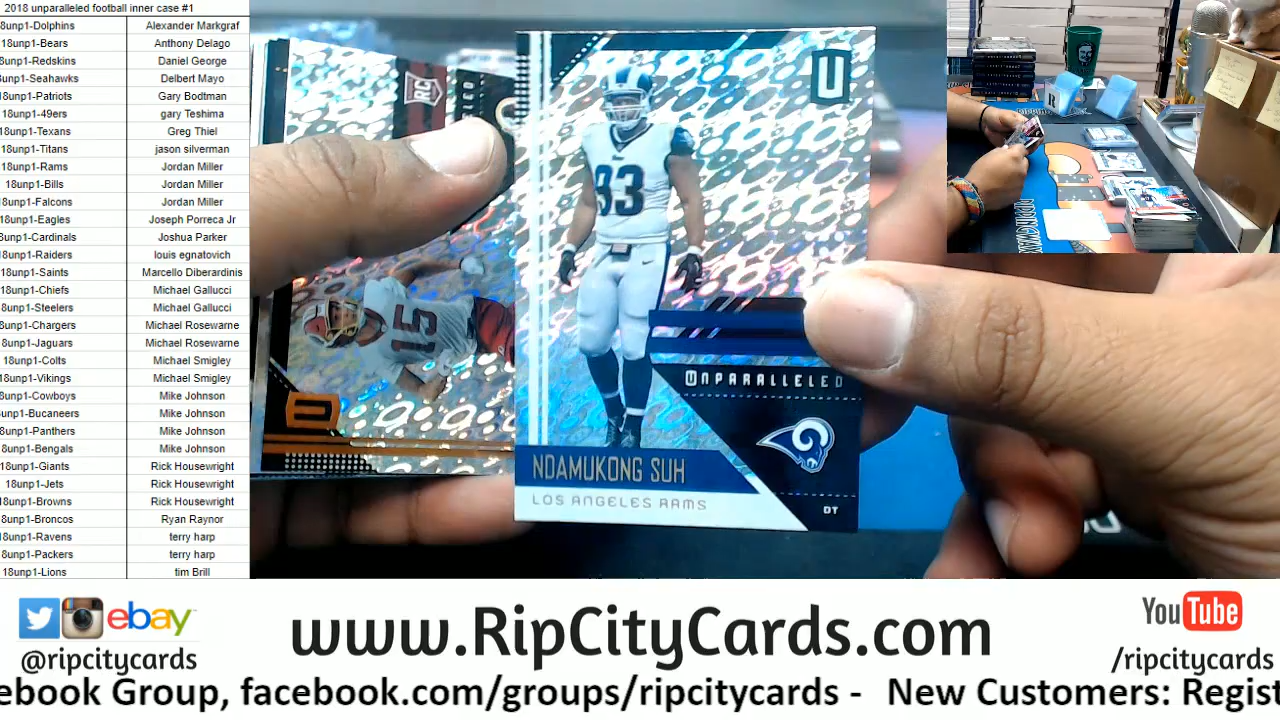 2018 unparalleled football inner case #1
8unp1-Dolphins Alexander Markgraf
18unp1-Bears Anthony Delago
8unp1-Redskins Daniel George
8unp1-Seahawks Delbert Mayo
8unp1-Patriots Gary Bodtman
18unp1-49ers gary Teshima
8unp1-Texans Greg Thiel
18unp1-Titans jason silverman
18unp1-Rams Jordan Miller
18unp1-Bills Jordan Miller
18unp1-Falcons Jordan Miller
18unp1-Eagles Joseph Porreca Jr
8unp1-Cardinals Joshua Parker
18unp1-Raiders louis egnatovich
18unp1-Saints Marcello Diberardinis
18unp1-Chiefs Michael Gallucci
8unp1-Steelers Michael Gallucci
8unp1-Chargers Michael Rosewarne
8unp1-Jaguars Michael Rosewarne
18unp1-Colts Michael Smigley
18unp1-Vikings Michael Smigley
8unp1-Cowboys Mike Johnson
unp1-Bucaneers Mike Johnson
8unp1-Panthers Mike Johnson
8unp1-Bengals Mike Johnson
18unp1-Giants Rick Housewright
18unp1-Jets Rick Housewright
18unp1-Browns Rick Housewright
8unp1-Broncos Ryan Raynor
18unp1-Ravens terry harp
8unp1-Packers terry harp
18unp1-Lions tim Brill
RC
15
U
93
UNPARALLELED
NDAMUKONG SUH
LOS ANGELES RAMS
DT
ebay
@ripcitycards
www.RipCityCards.com
YouTube
/ripcitycards
ebook Group, facebook.com/groups/ripcitycards - New Customers: Regist